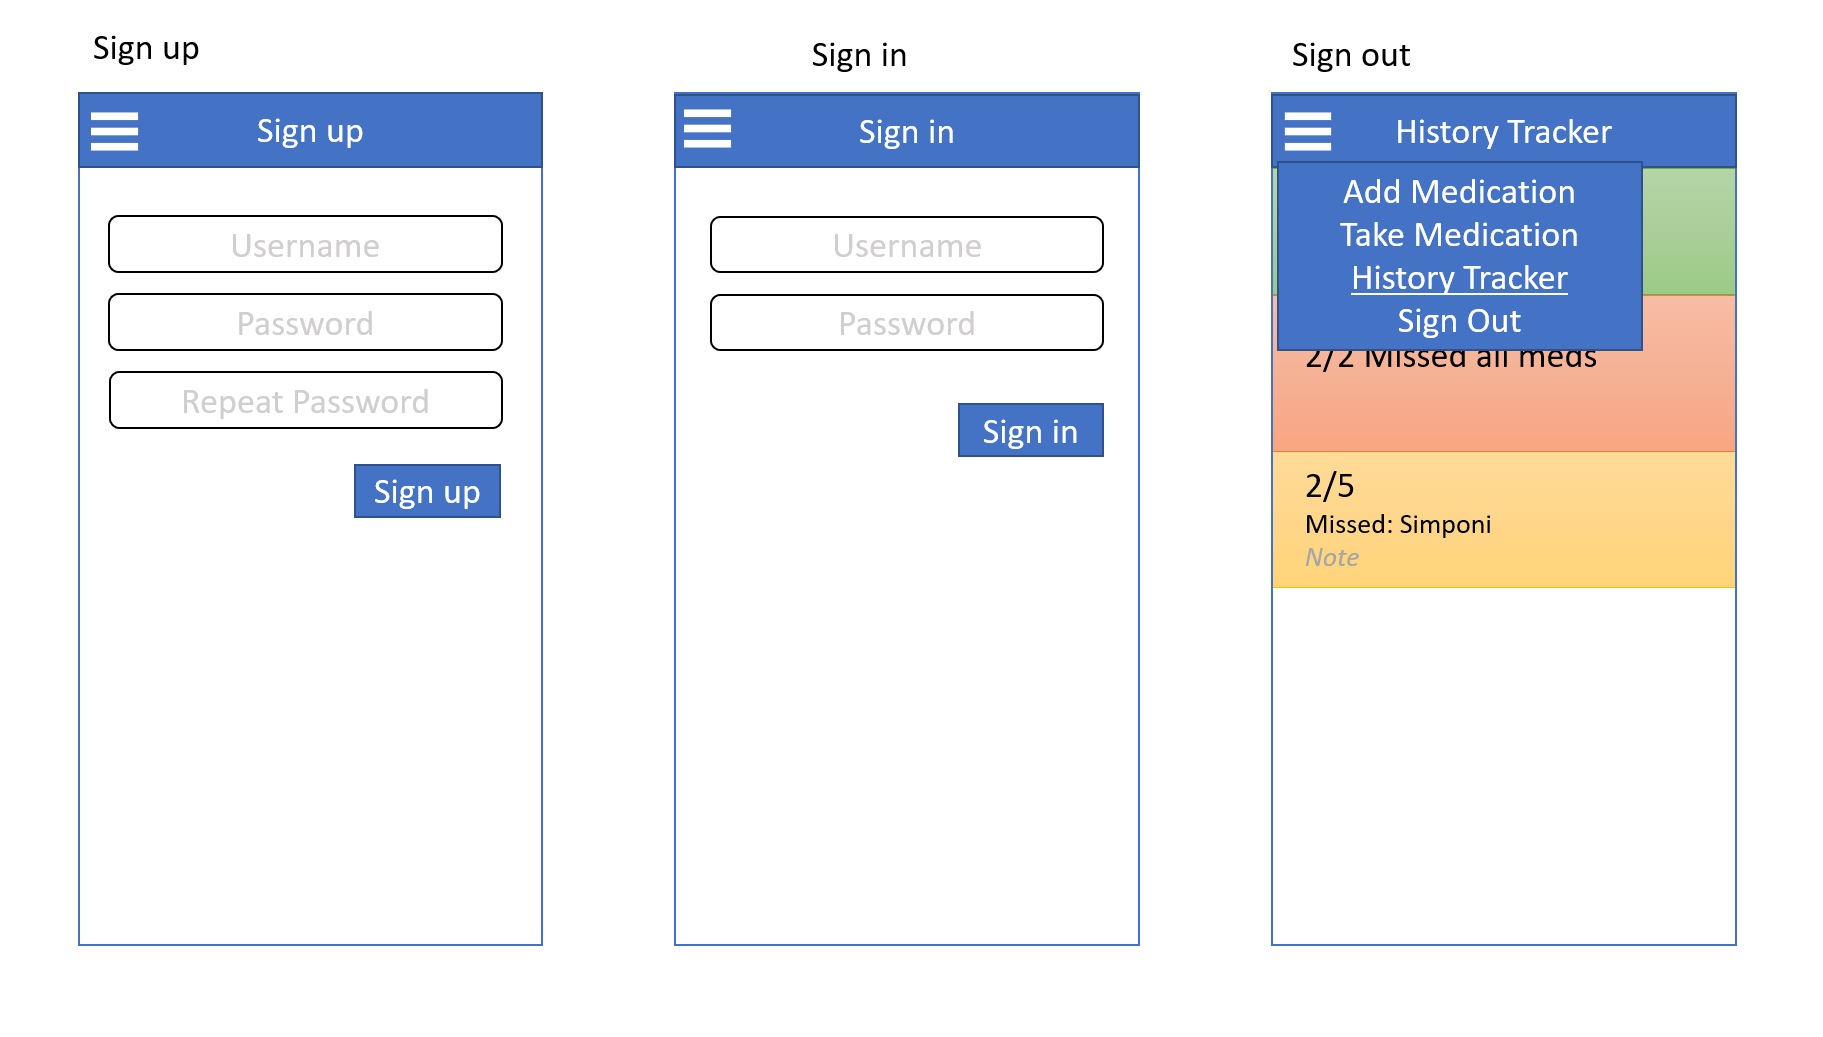 Sign up
Sign up
Username
Password
Repeat Password
Sign up
Sign in
Sign in
Username
Password
Sign in
Sign out
History Tracker
Add Medication
Take Medication
History Tracker
Sign Out
2/2 Missed all meds
2/5
Missed: Simponi
Note